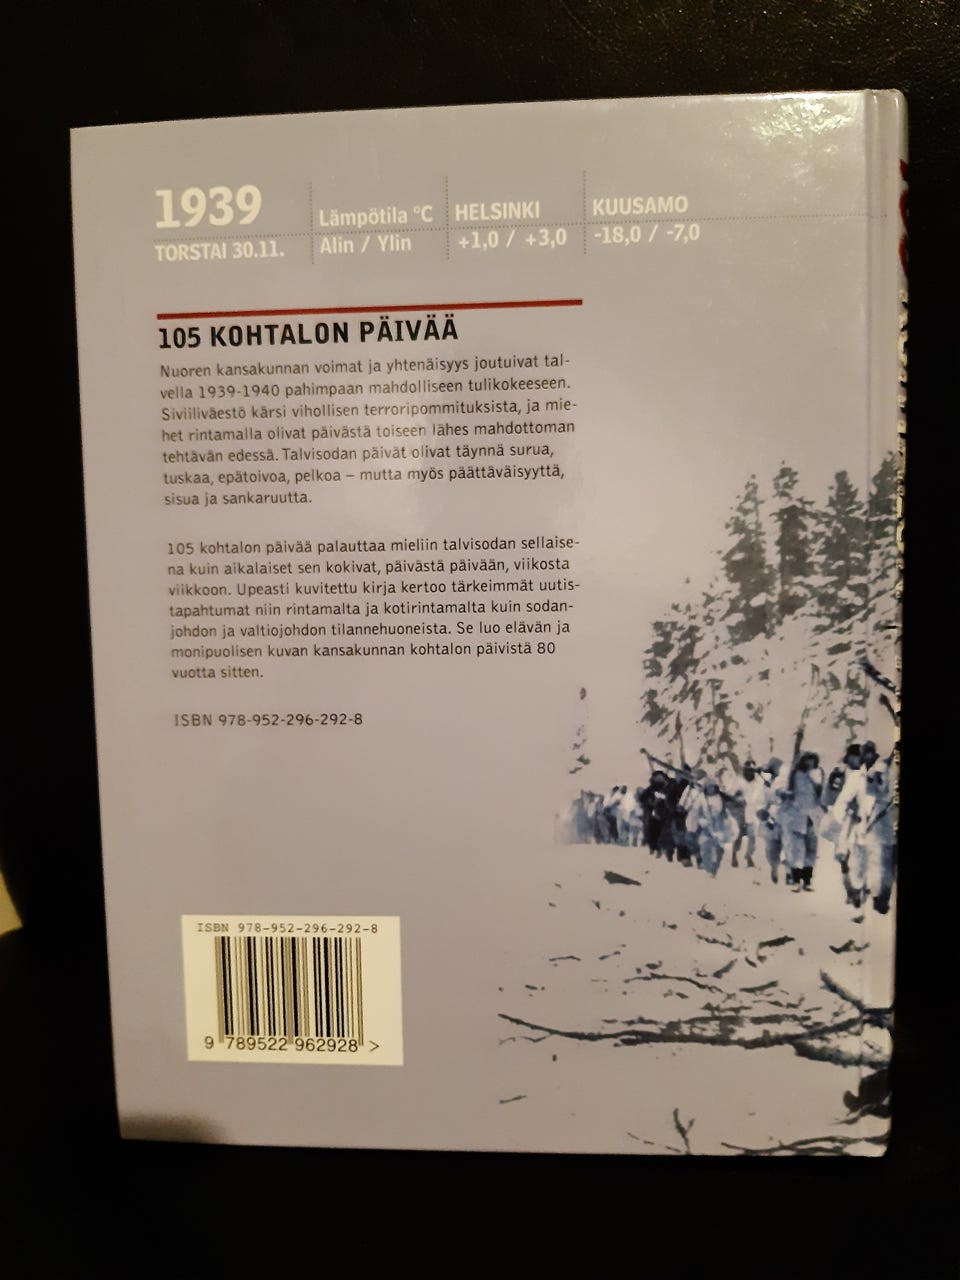 1939
TORSTAI 30.11.
Lämpötila °C
Alin / Ylin
HELSINKI
+1,0 / +3,0
KUUSAMO
-18,0 / -7,0
105 KOHTALON PÄIVÄÄ
Nuoren kansakunnan voimat ja yhtenäisyys joutuivat tal-
vella 1939-1940 pahimpaan mahdolliseen tulikokeeseen.
Siviiliväestö kärsi vihollisen terroripommituksista, ja mie-
het rintamalla olivat päivästä toiseen lähes mahdottoman
tehtävän edessä. Talvisodan päivät olivat täynnä surua,
tuskaa, epätoivoa, pelkoa – mutta myös päättäväisyyttä,
sisua ja sankaruutta.
105 kohtalon päivää palauttaa mieliin talvisodan sellaise-
na kuin aikalaiset sen kokivat, päivästä päivään, viikosta
viikkoon. Upeasti kuvitettu kirja kertoo tärkeimmät uutis-
tapahtumat niin rintamalta ja kotirintamalta kuin sodan-
johdon ja valtiojohdon tilannehuoneista. Se luo elävän ja
monipuolisen kuvan kansakunnan kohtalon päivistä 80
vuotta sitten.
ISBN 978-952-296-292-8
ISBN 978-952-296-292-8
9 789522 962928 >